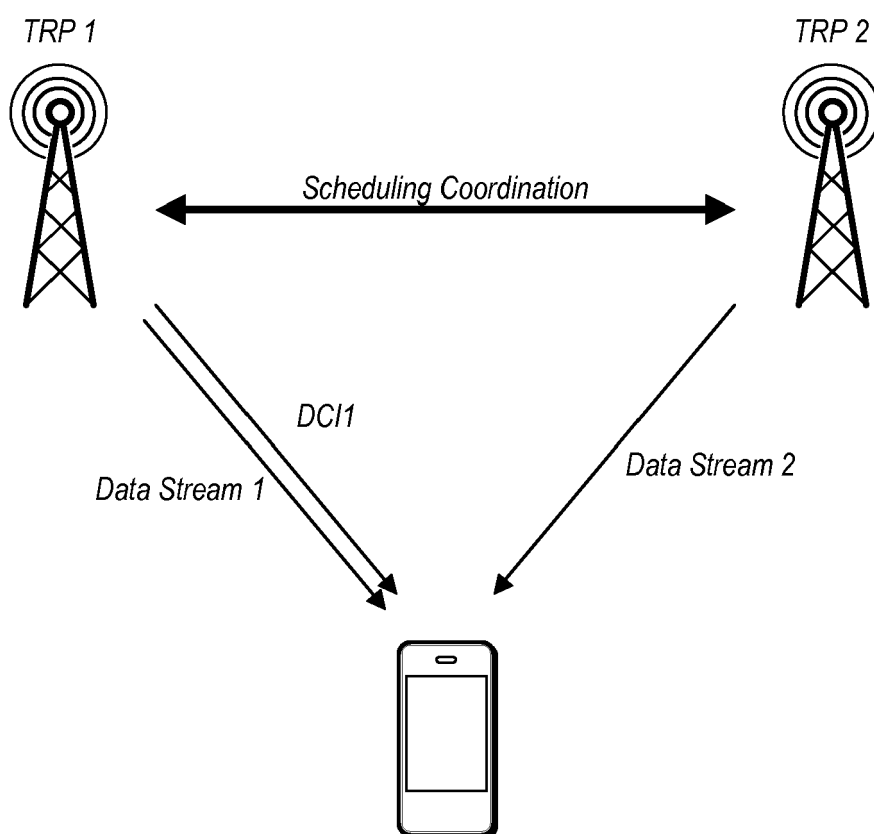 TRP 1
TRP 2
Scheduling Coordination
DCI1
Data Stream 1
Data Stream 2